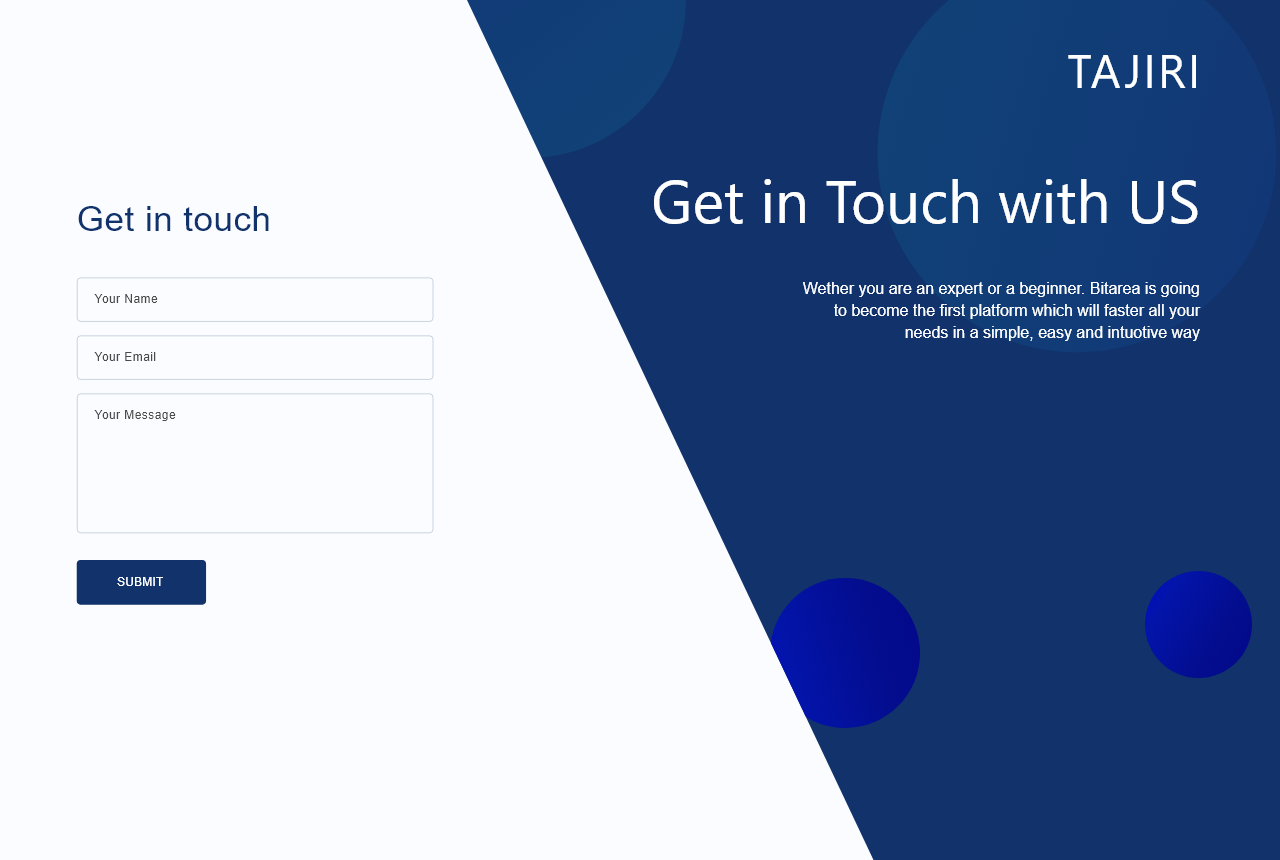 TAJIRI
Get in Touch with US
Wether you are an expert or a beginner. Bitarea is going
to become the first platform which will faster all your
needs in a simple, easy and intuotive way
Get in touch
Your Name
Your Email
Your Message
SUBMIT